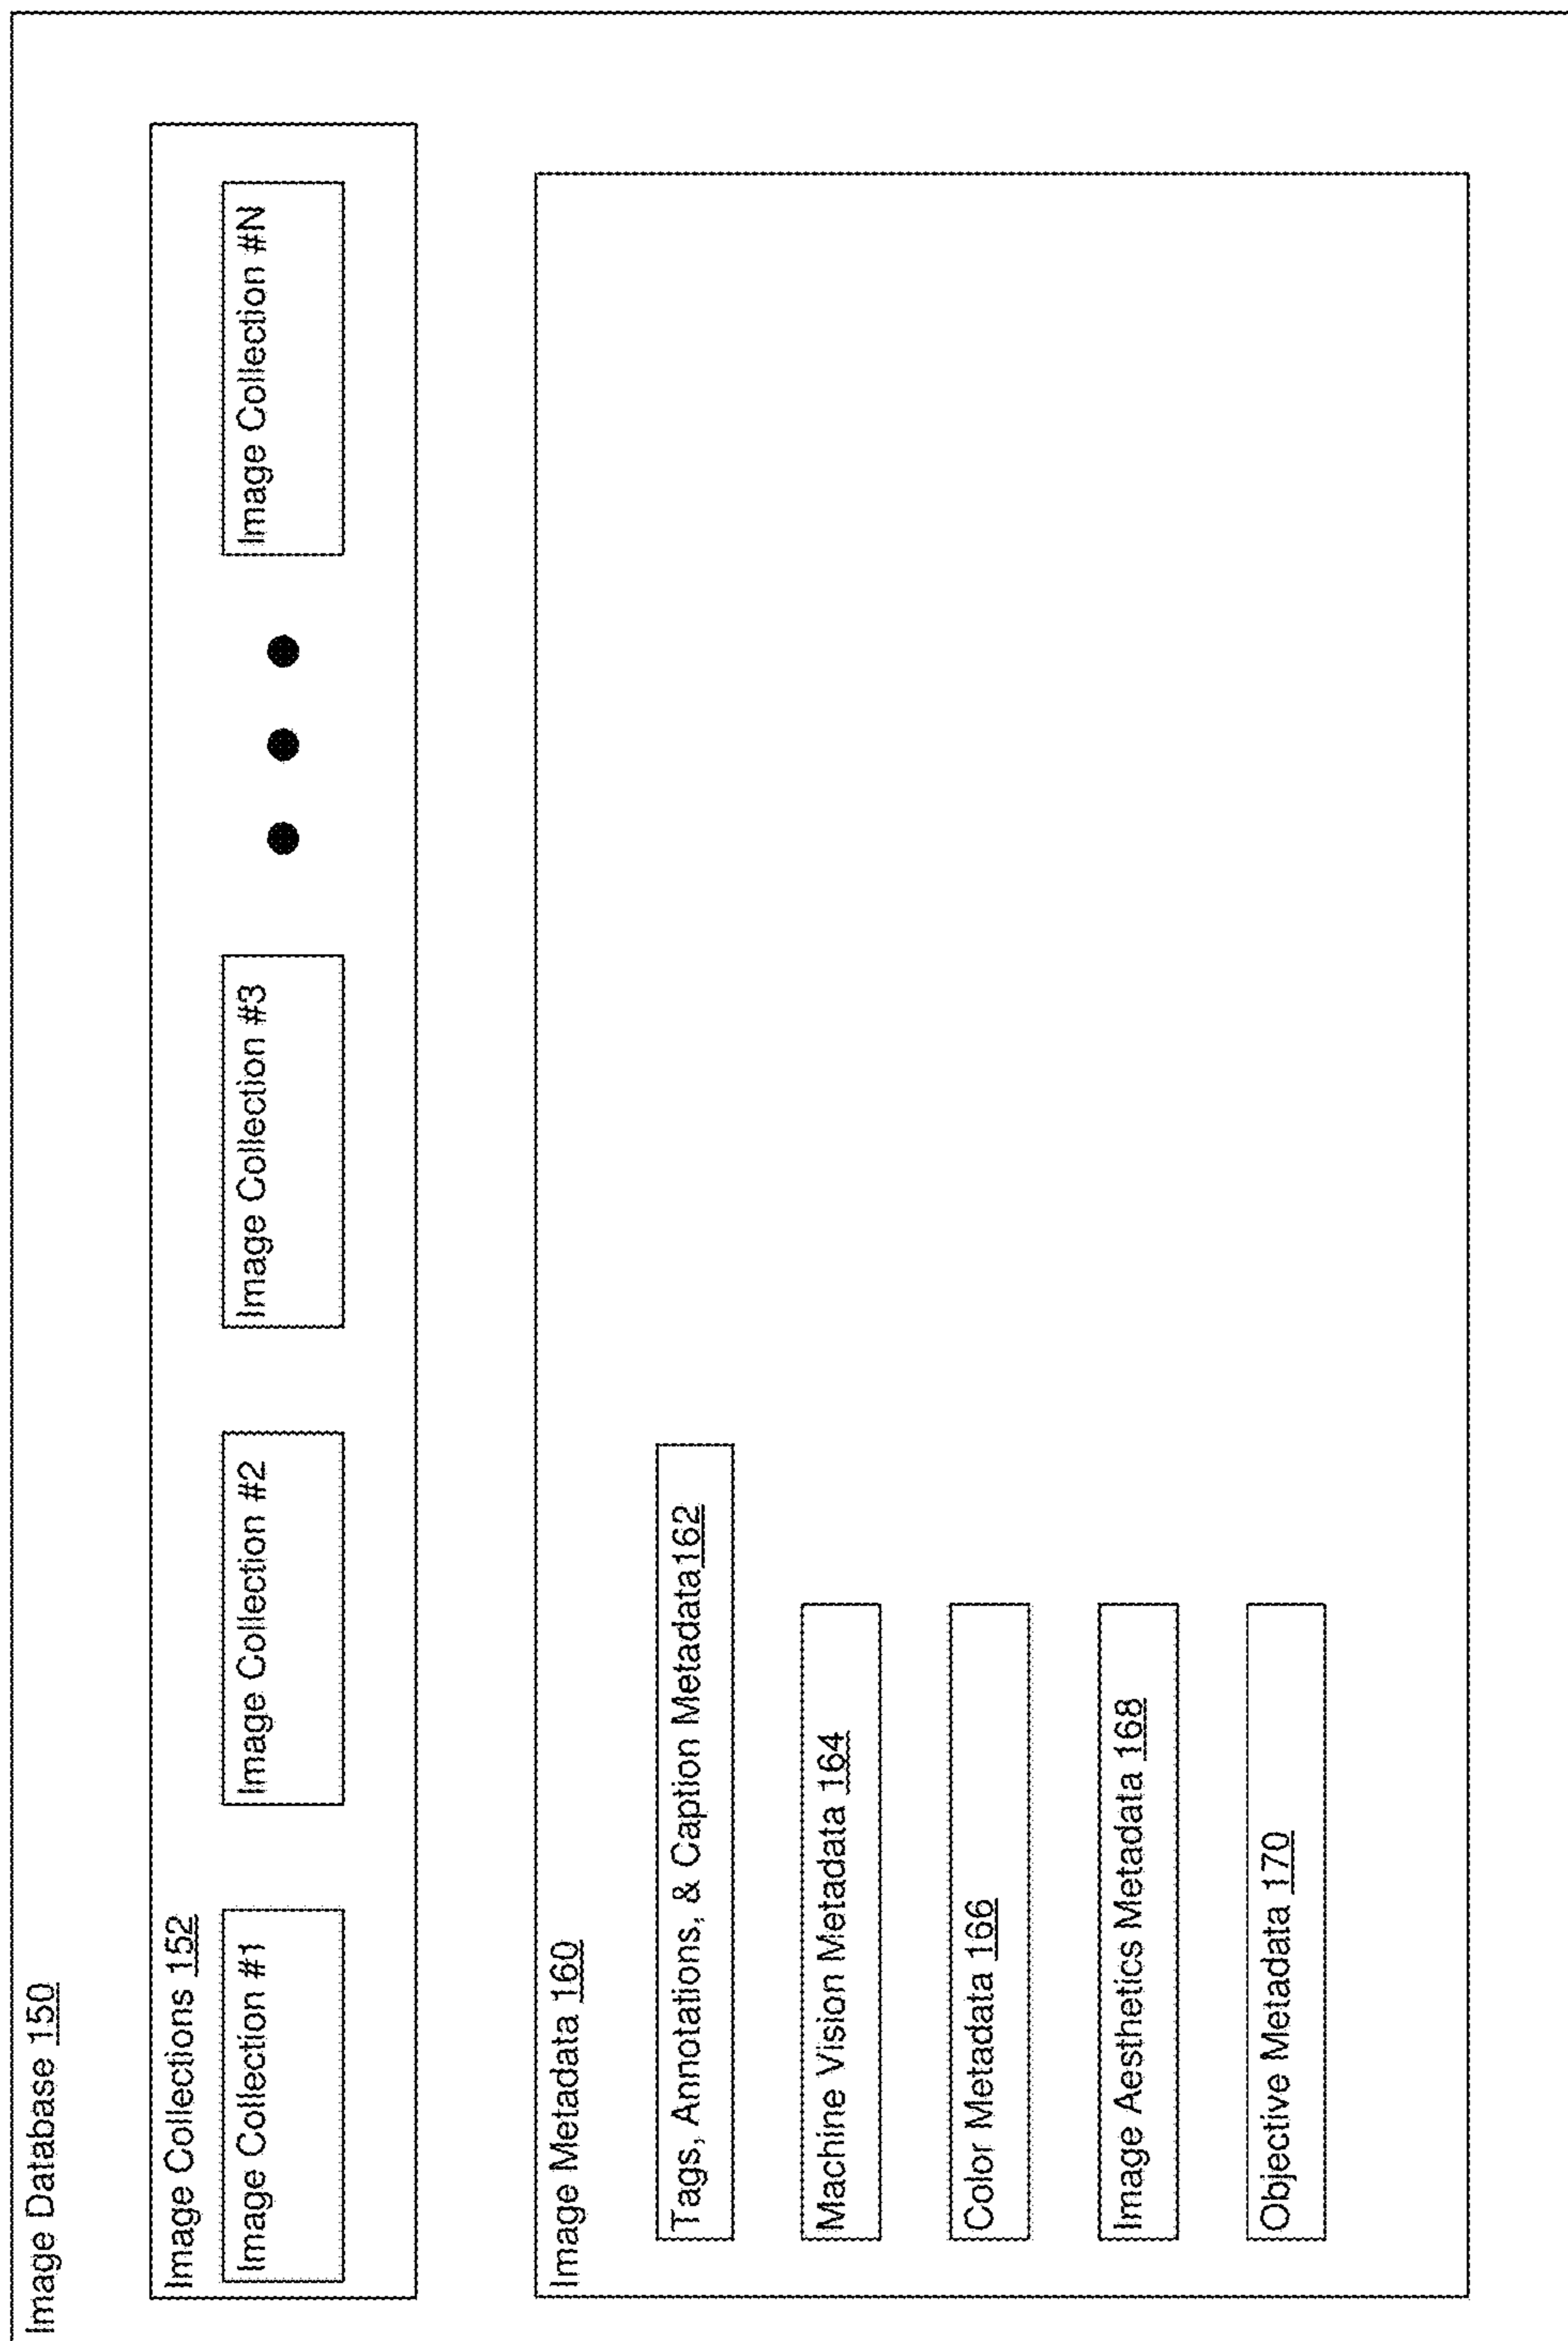 Image Database 150
Image Collections 152
Image Collection #1
Image Collection #2
Image Collection #3
Image Collection #N
Image Metadata 160
Tags, Annotations, & Caption Metadata162
Machine Vision Metadata 164
Color Metadata 166
Image Aesthetics Metadata 168
Objective Metadata 170